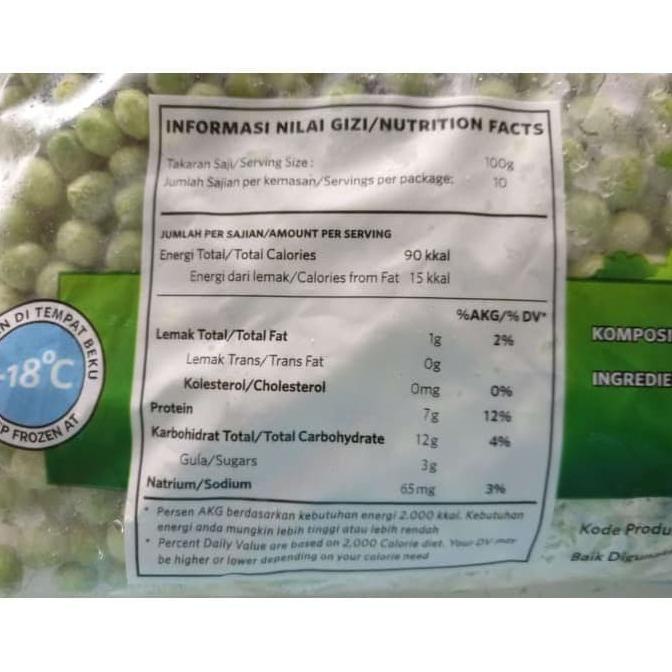 INFORMASI NILAI GIZI/NUTRITION FACTS
Takaran Saji/Serving Size: 100g
Jumlah Sajian per kemasan/Servings per package: 10
JUMLAH PER SAJIAN/AMOUNT PER SERVING
Energi Total/Total Calories 90 kkal
Energi dari lemak/Calories from Fat 15 kkal
%AKG/% DV*
Lemak Total/Total Fat 1g 2%
Lemak Trans/Trans Fat 0g
Kolesterol/Cholesterol 0mg 0%
Protein 7g 12%
Karbohidrat Total/Total Carbohydrate 12g 4%
Gula/Sugars 3g
Natrium/Sodium 65mg 3%
* Persen AKG berdasarkan kebutuhan energi 2.000 kkal. Kebutuhan
energi anda mungkin lebih tinggi atau lebih rendah
* Percent Daily Value are based on 2,000 Calorie diet. Your DV may
be higher or lower depending on your calorie need
N DI TEMPAT BEKU
-18°C
P FROZEN AT
KOMPOSI
INGREDIE
Kode Produ
Baik Digu